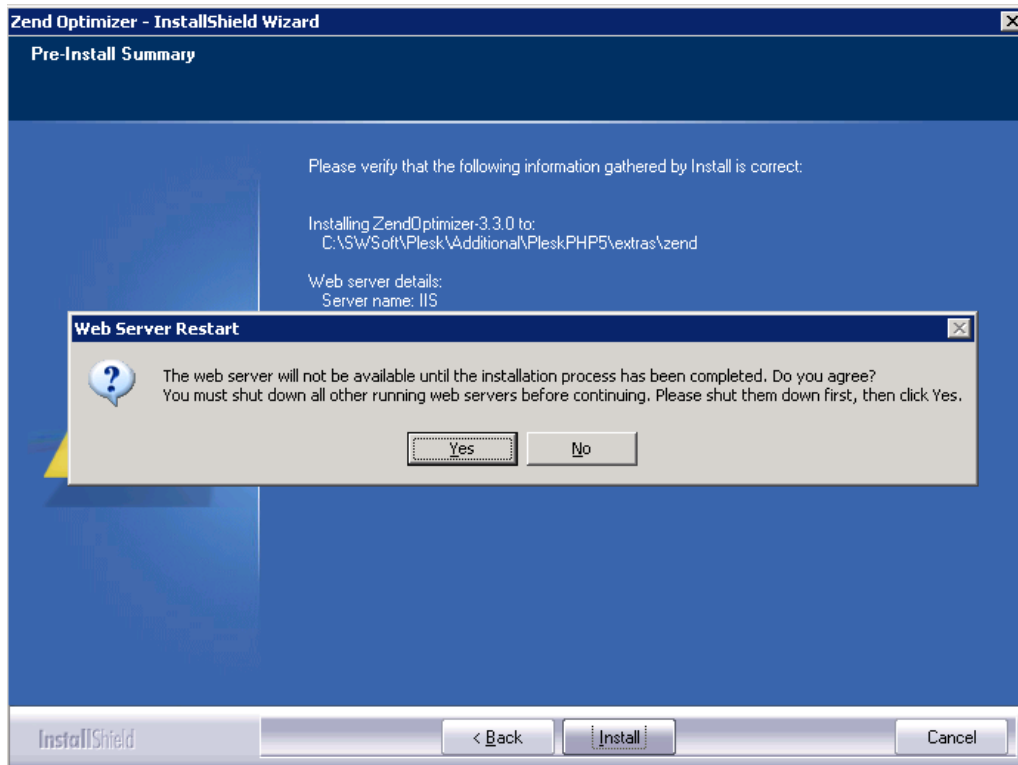 Zend Optimizer - InstallShield Wizard
Pre-Install Summary
Please verify that the following information gathered by Install is correct:
Installing ZendOptimizer-3.3.0 to:
C:\SWSoft\Plesk\Additional\PleskPHP5\extras\zend
Web server details:
Server name: IIS
Web Server Restart
The web server will not be available until the installation process has been completed. Do you agree?
You must shut down all other running web servers before continuing. Please shut them down first, then click Yes.
Yes
No
InstallShield
< Back
Install
Cancel